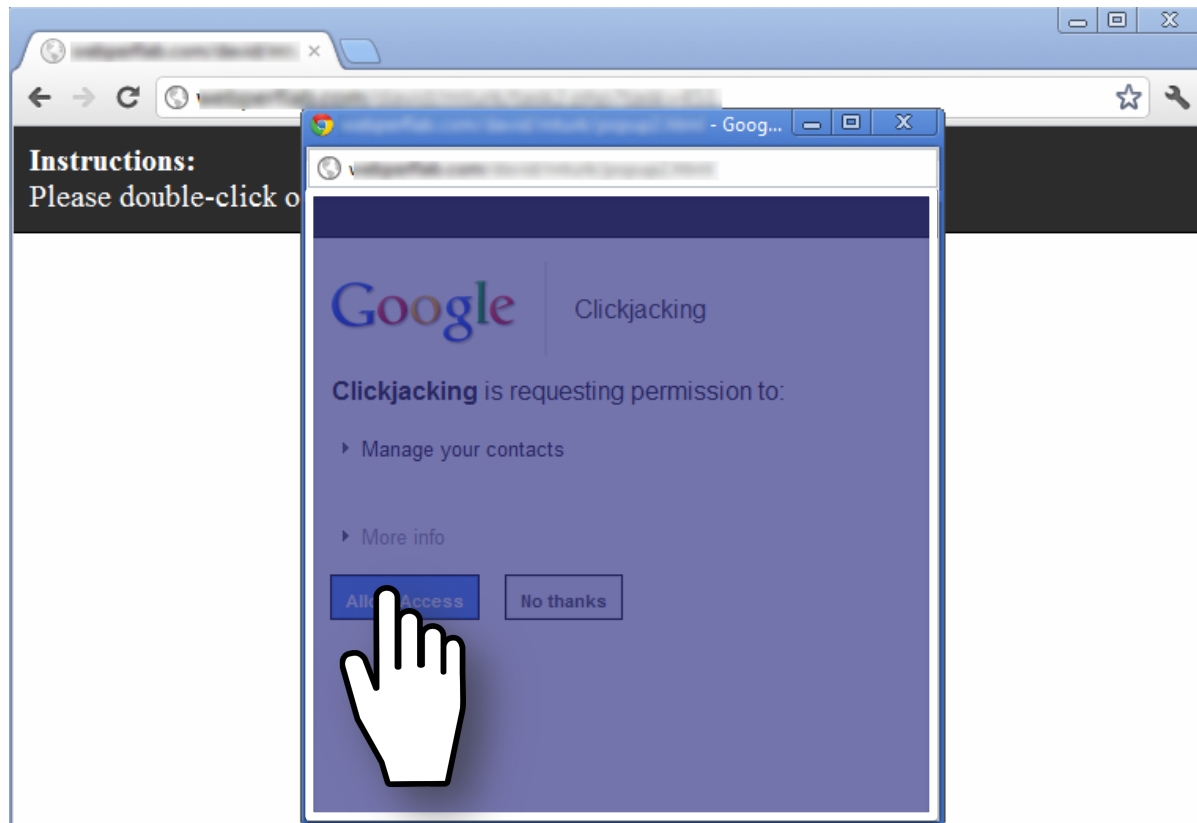 - Goog...
Instructions:
Please double-click o
Google
Clickjacking
Clickjacking is requesting permission to:
Manage your contacts
More info
Access
No thanks